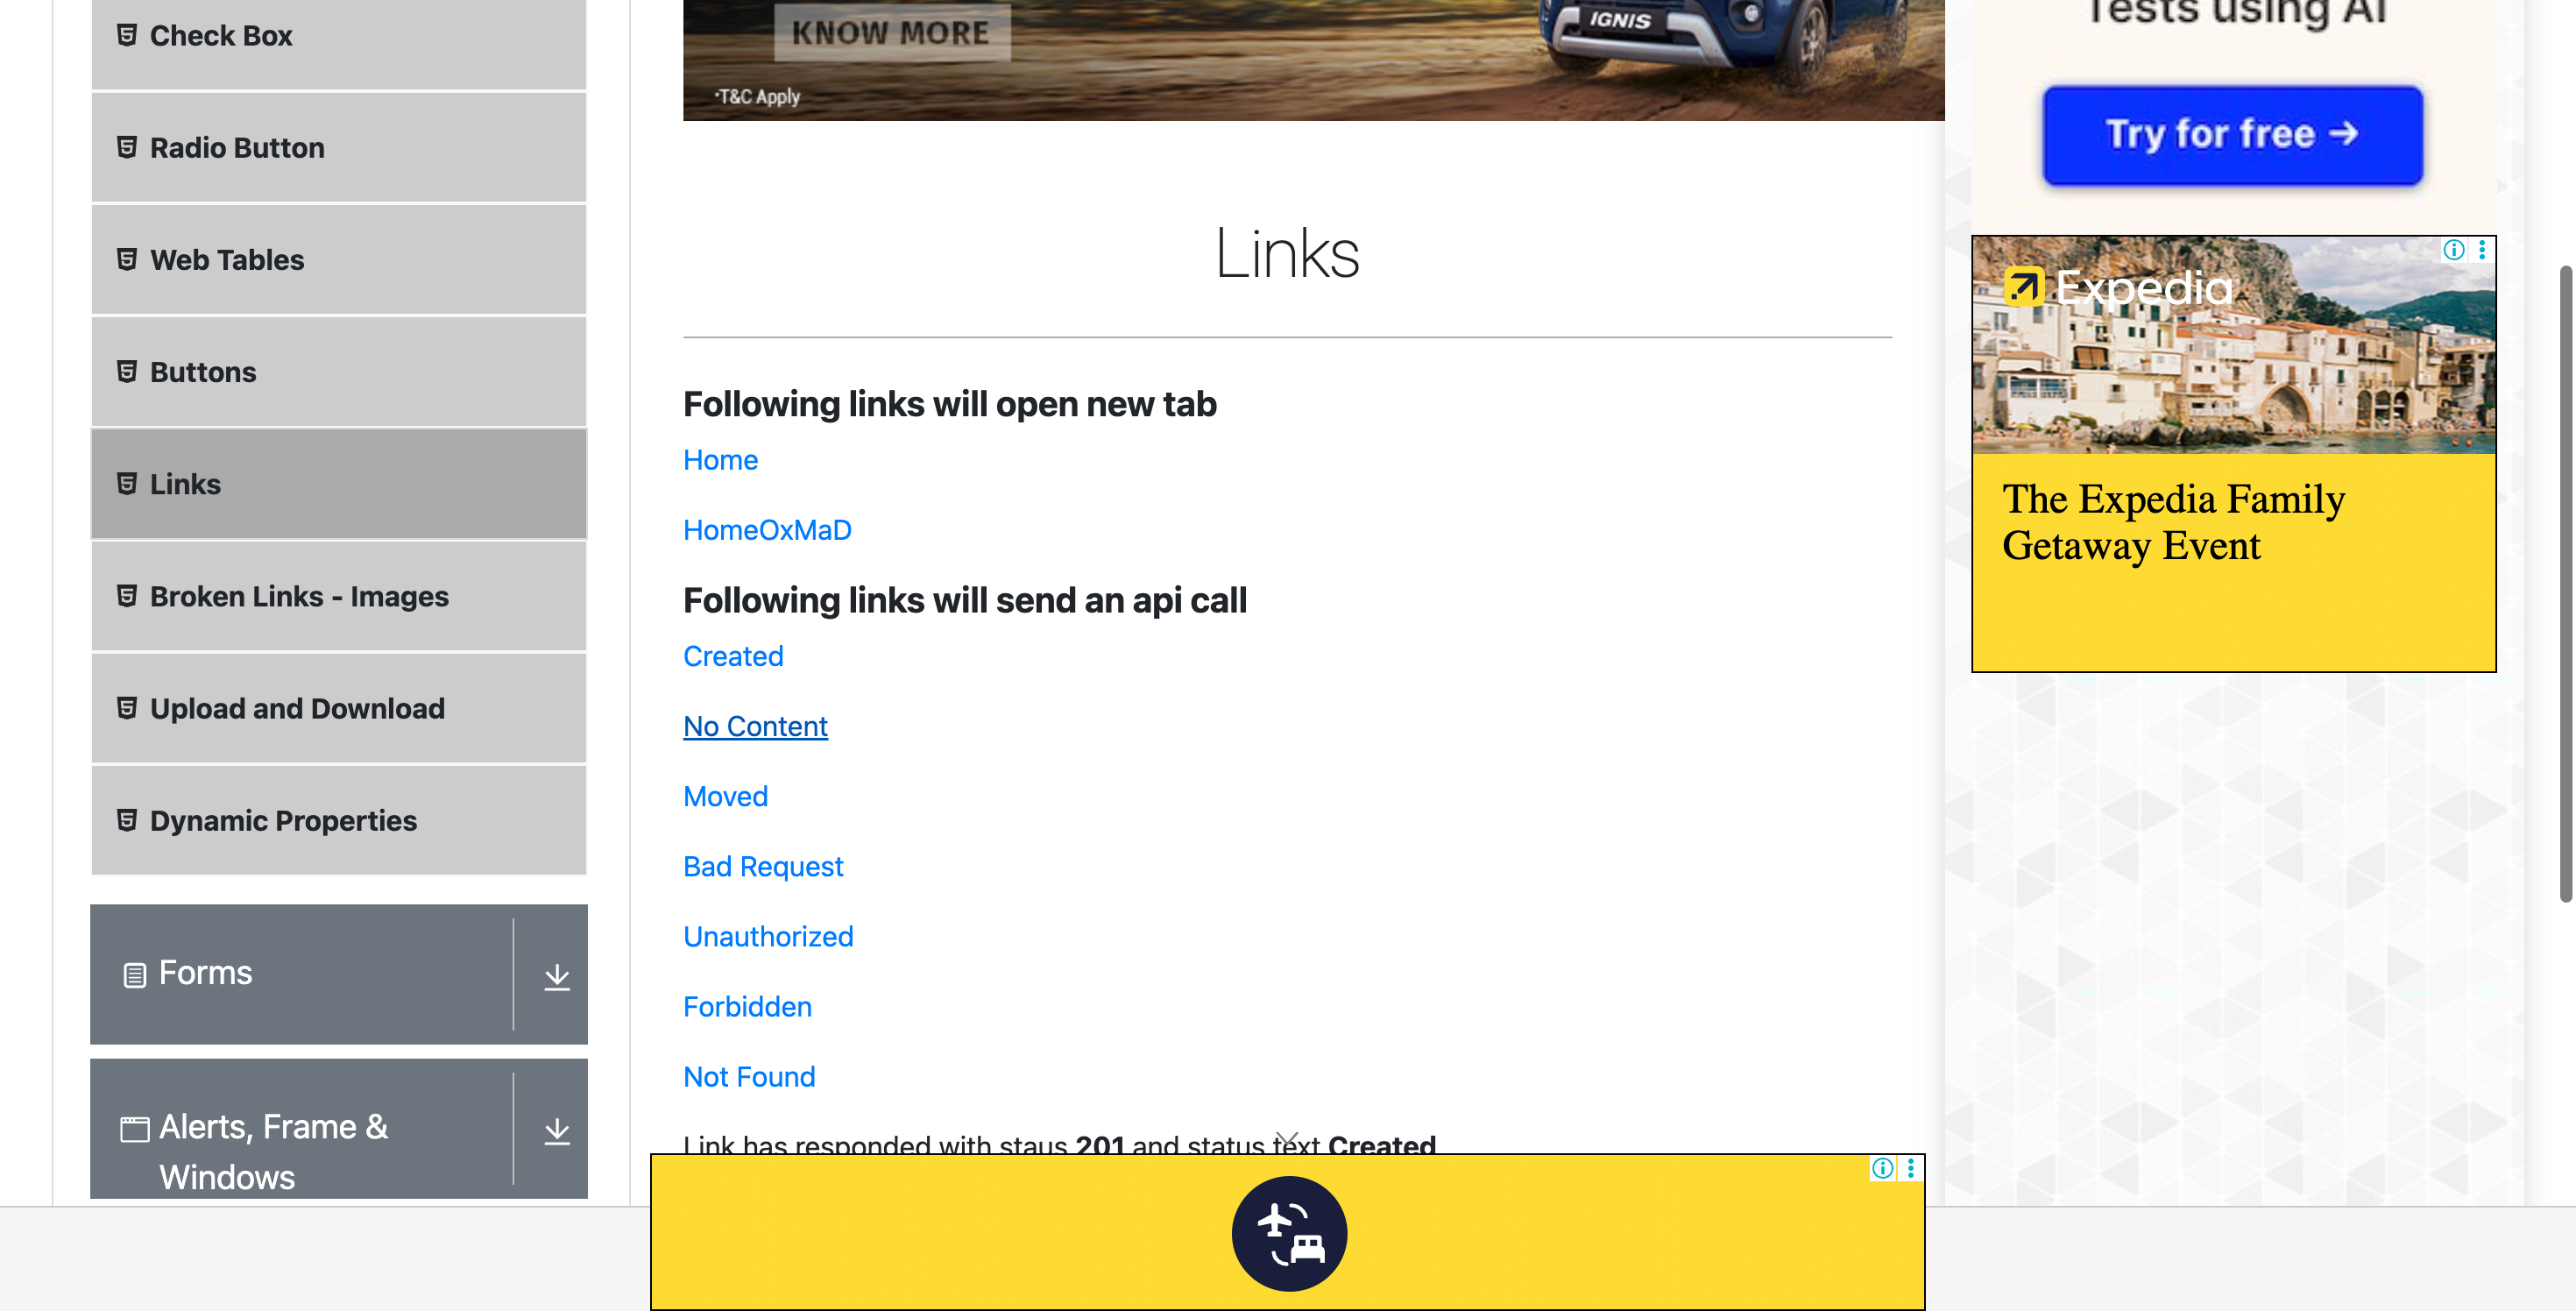 Check Box
Radio Button
Web Tables
Buttons
Links
Broken Links - Images
Upload and Download
Dynamic Properties
Forms
Alerts, Frame &
Windows
KNOW MORE
IGNIS
*T&C Apply
Links
Following links will open new tab
Home
HomeOxMaD
Following links will send an api call
Created
No Content
Moved
Bad Request
Unauthorized
Forbidden
Not Found
Link has responded with staus 201 and status text Created
Tests using AI
Try for free →
Expedia
The Expedia Family
Getaway Event